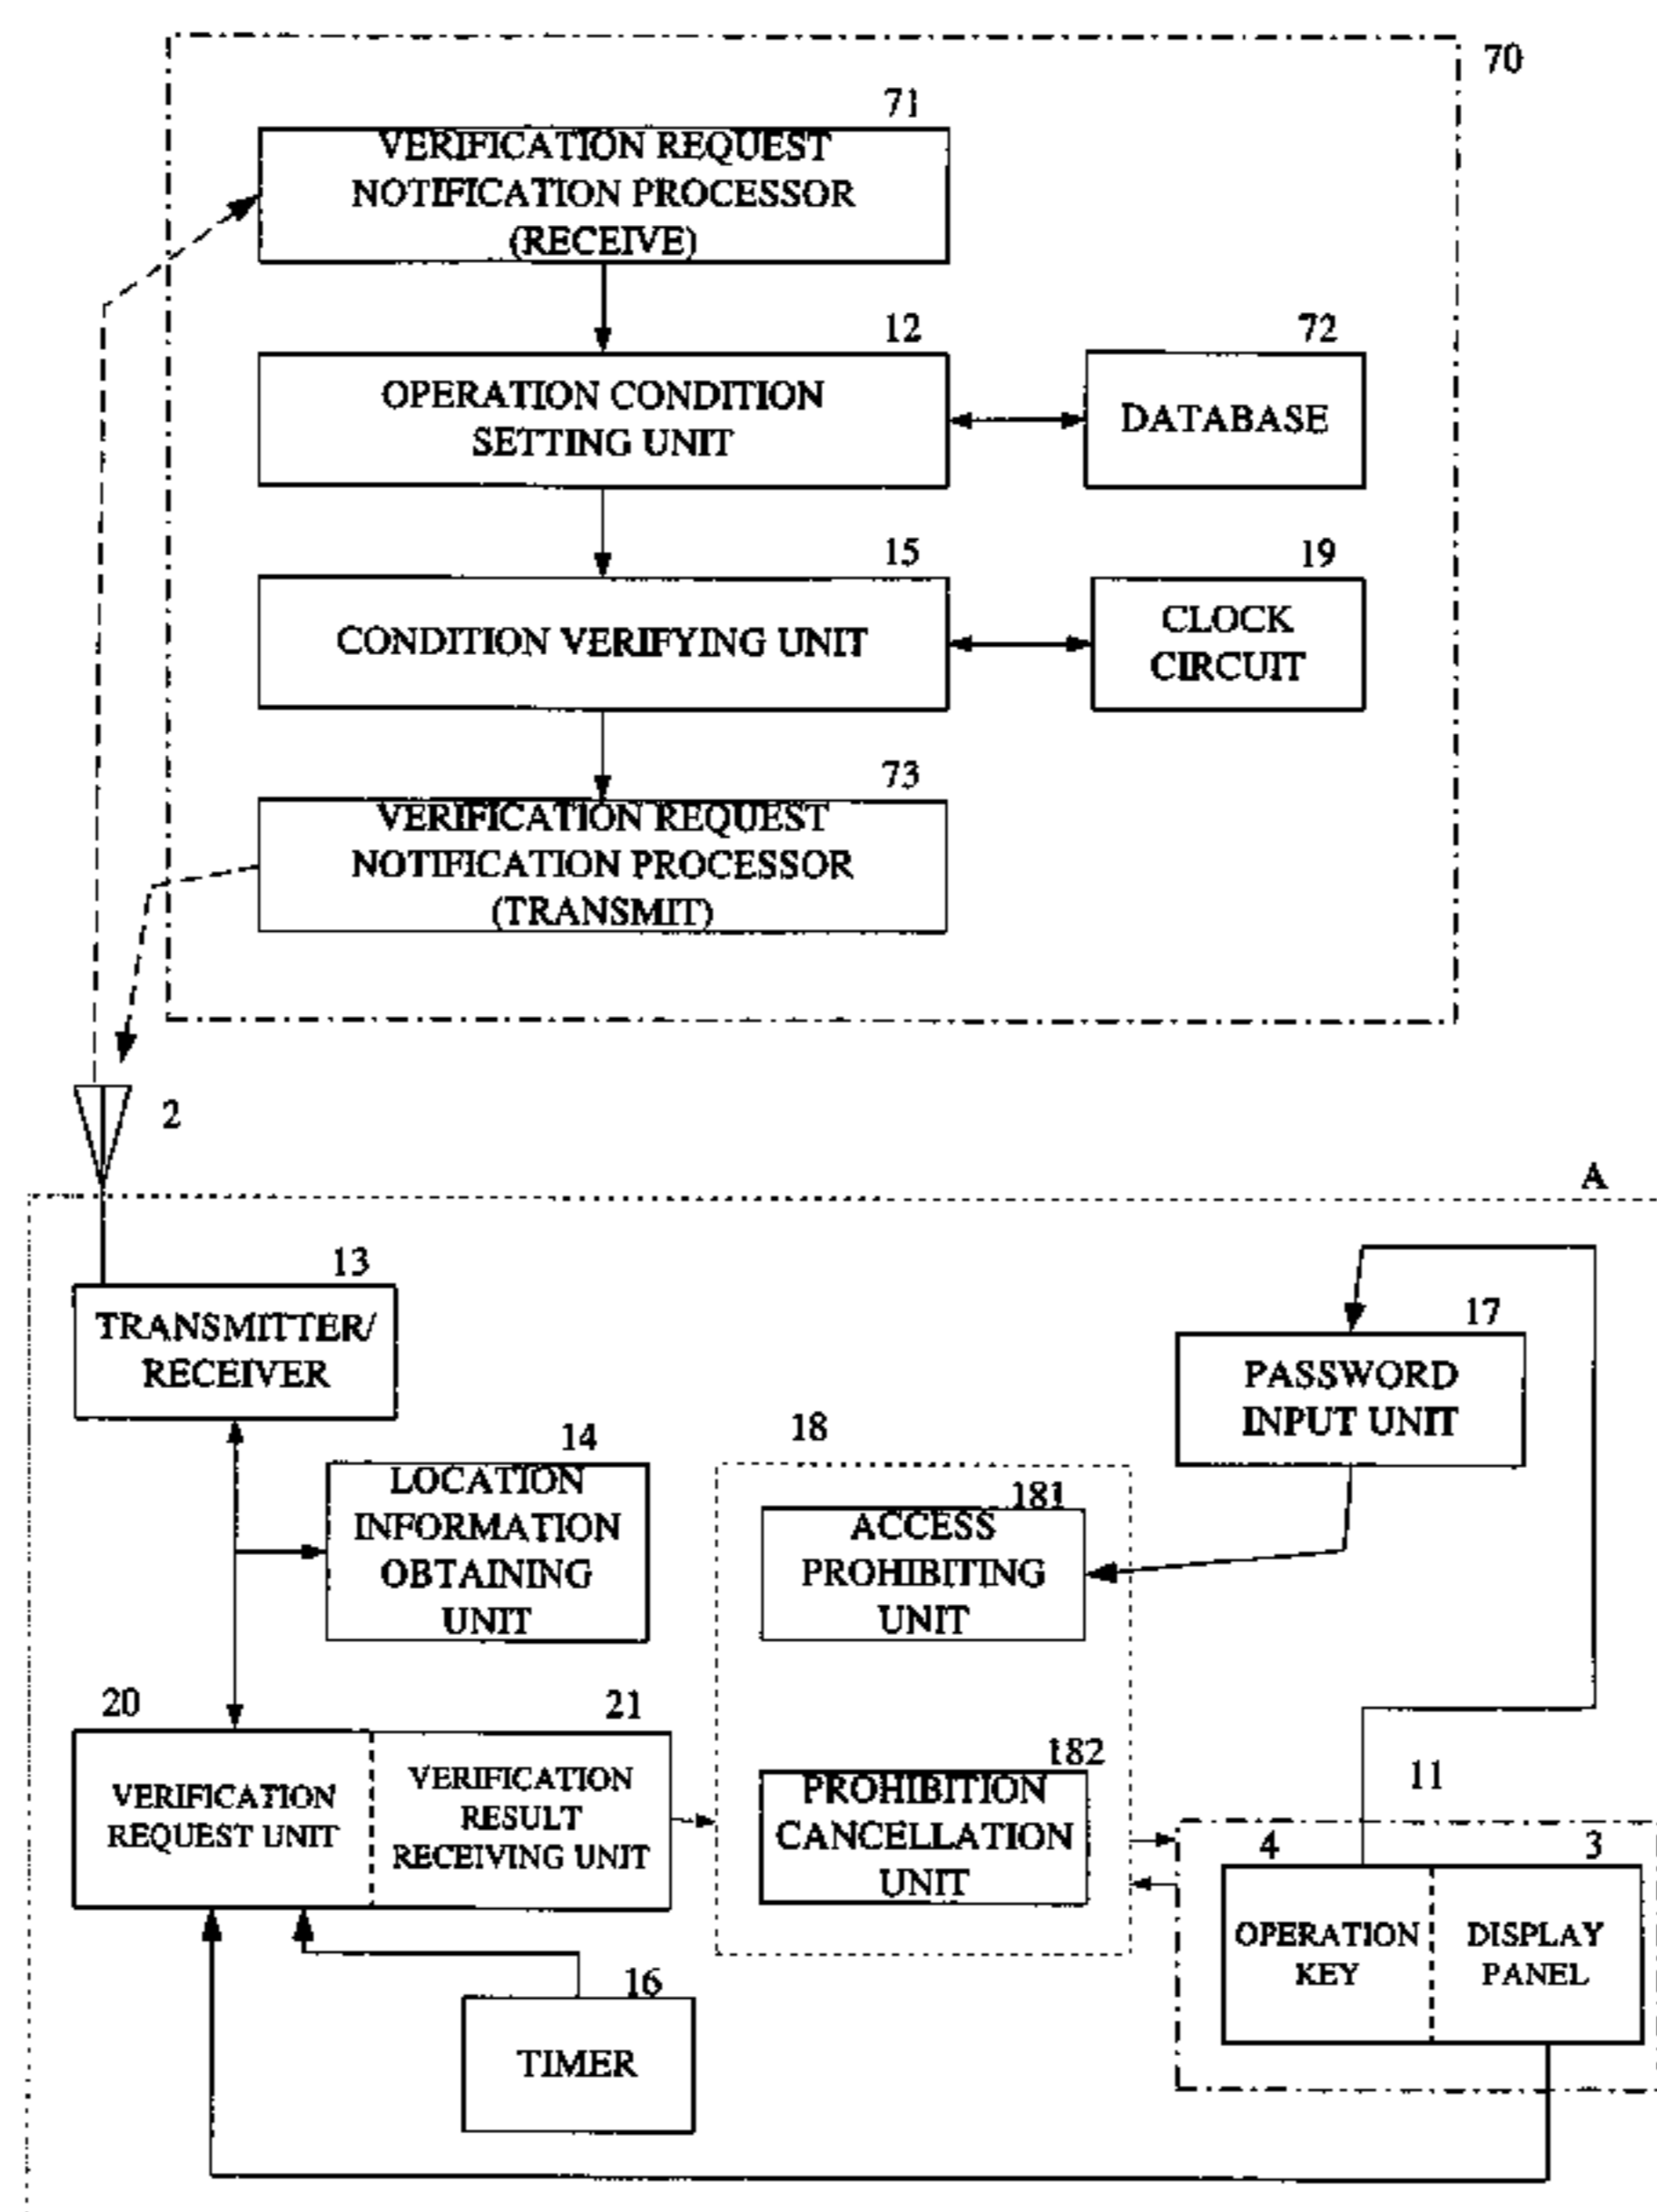 70
71
VERIFICATION REQUEST
NOTIFICATION PROCESSOR
(RECEIVE)
12
OPERATION CONDITION
SETTING UNIT
72
DATABASE
15
CONDITION VERIFYING UNIT
19
CLOCK
CIRCUIT
73
VERIFICATION REQUEST
NOTIFICATION PROCESSOR
(TRANSMIT)
2
A
13
TRANSMITTER/
RECEIVER
17
PASSWORD
INPUT UNIT
14
LOCATION
INFORMATION
OBTAINING
UNIT
18
181
ACCESS
PROHIBITING
UNIT
20
VERIFICATION
REQUEST UNIT
21
VERIFICATION
RESULT
RECEIVING UNIT
182
PROHIBITION
CANCELLATION
UNIT
11
4
OPERATION
KEY
3
DISPLAY
PANEL
16
TIMER